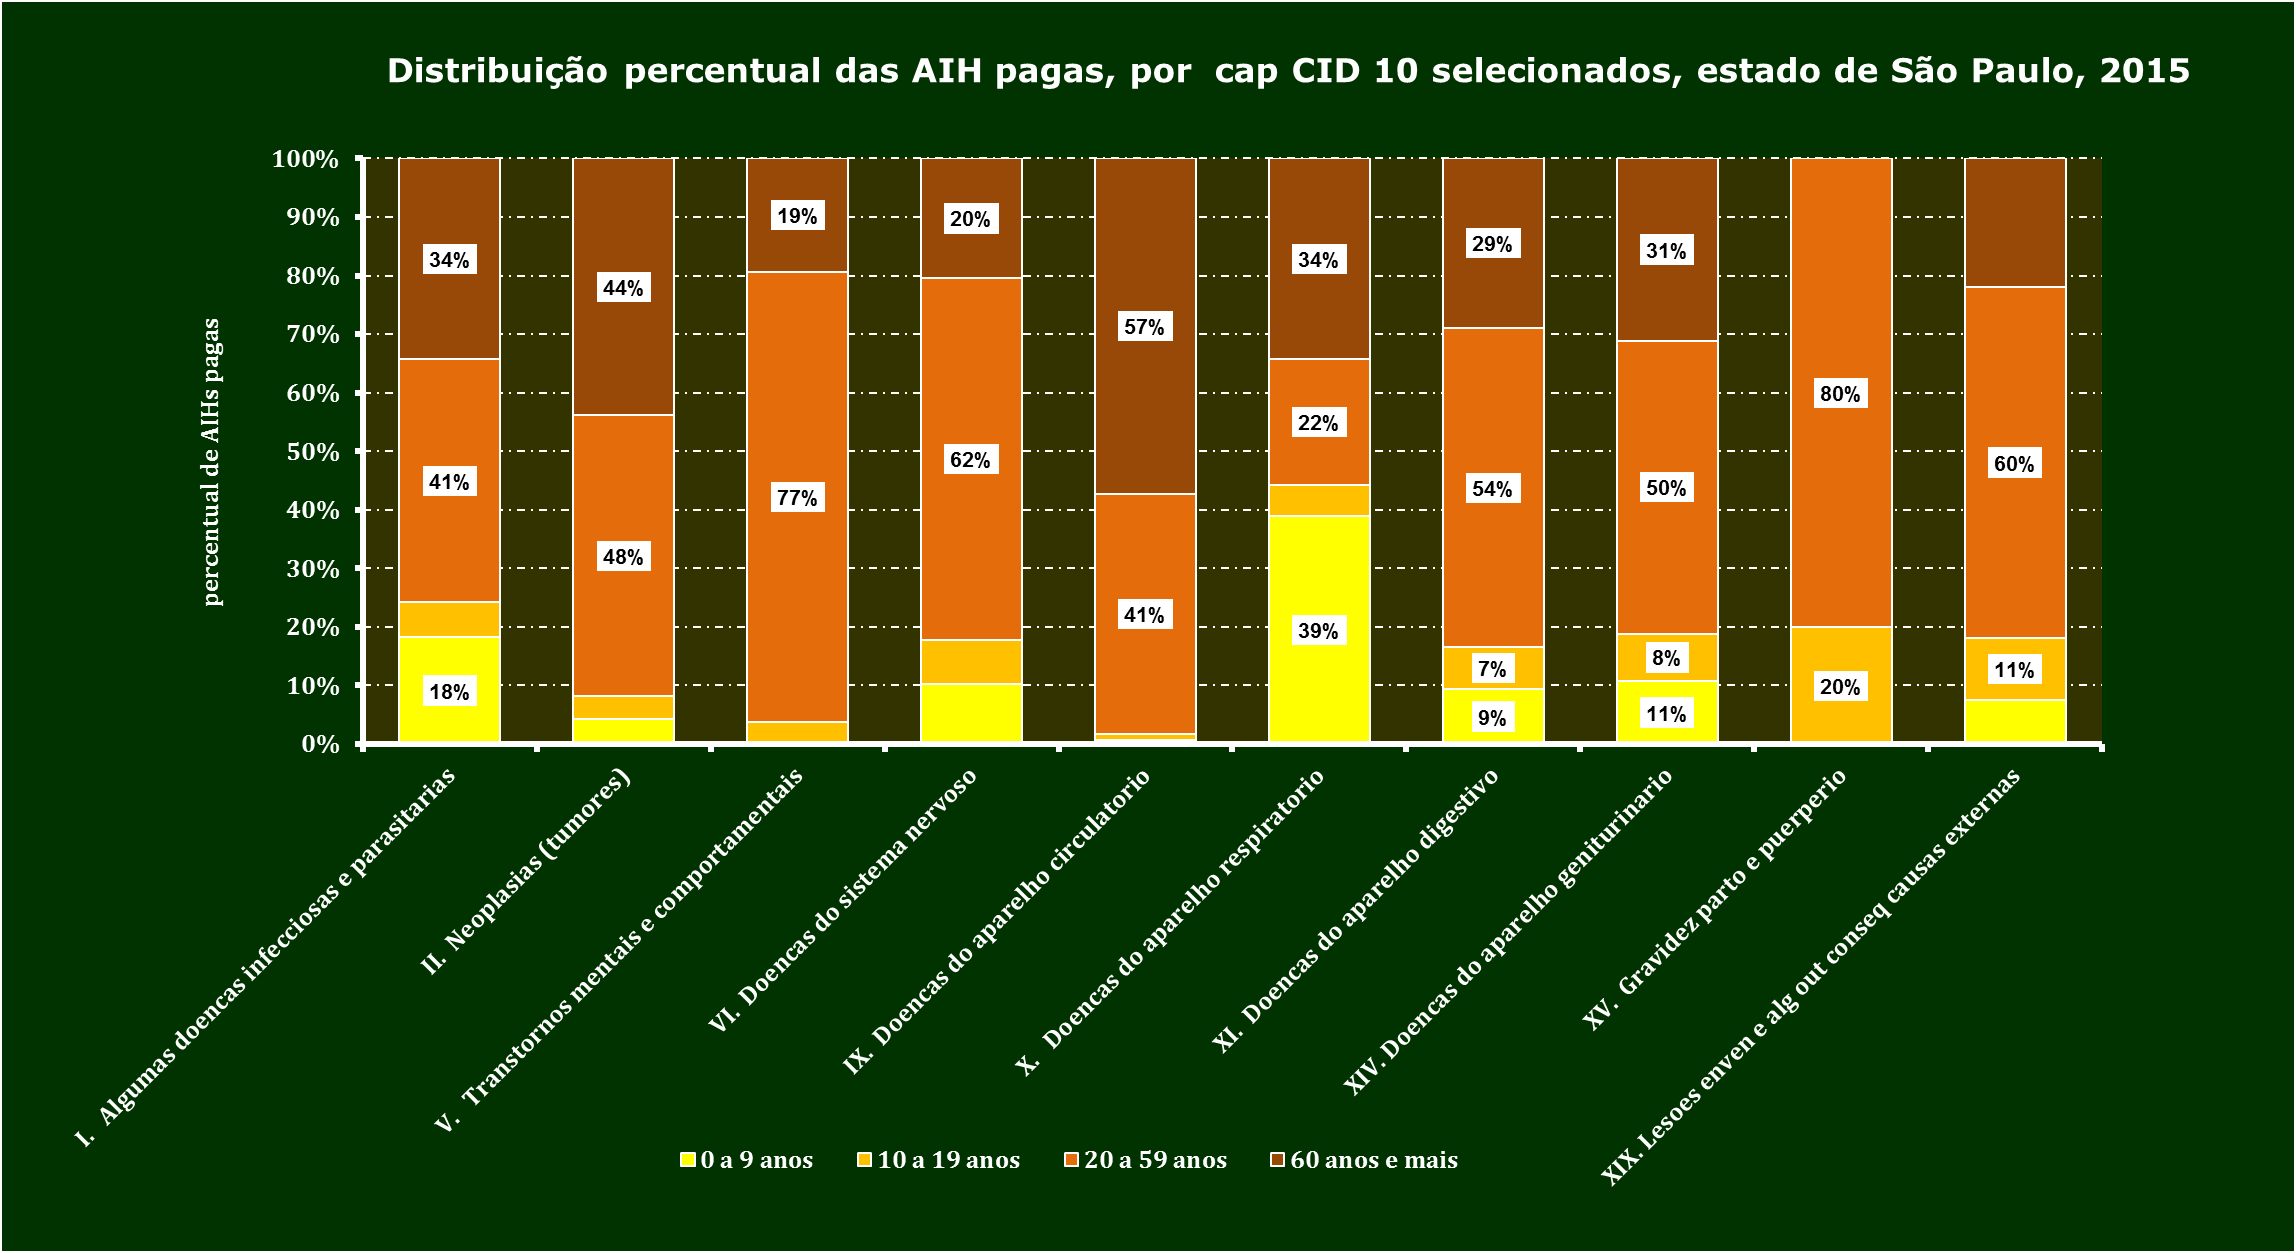 Distribuição percentual das AIH pagas, por  cap CID 10 selecionados, estado de São Paulo, 2015
percentual de AIHs pagas
100%
90%
80%
70%
60%
50%
40%
30%
20%
10%
0%
34%
41%
18%
44%
48%
19%
77%
20%
62%
57%
41%
34%
22%
39%
29%
54%
7%
9%
31%
50%
8%
11%
80%
20%
60%
11%
I.  Algumas doencas infecciosas e parasitarias
II.  Neoplasias (tumores)
V.  Transtornos mentais e comportamentais
VI.  Doencas do sistema nervoso
IX.  Doencas do aparelho circulatorio
X.  Doencas do aparelho respiratorio
XI.  Doencas do aparelho digestivo
XIV. Doencas do aparelho geniturinario
XV.  Gravidez parto e puerperio
XIX. Lesoes enven e alg out conseq causas externas
0 a 9 anos
10 a 19 anos
20 a 59 anos
60 anos e mais